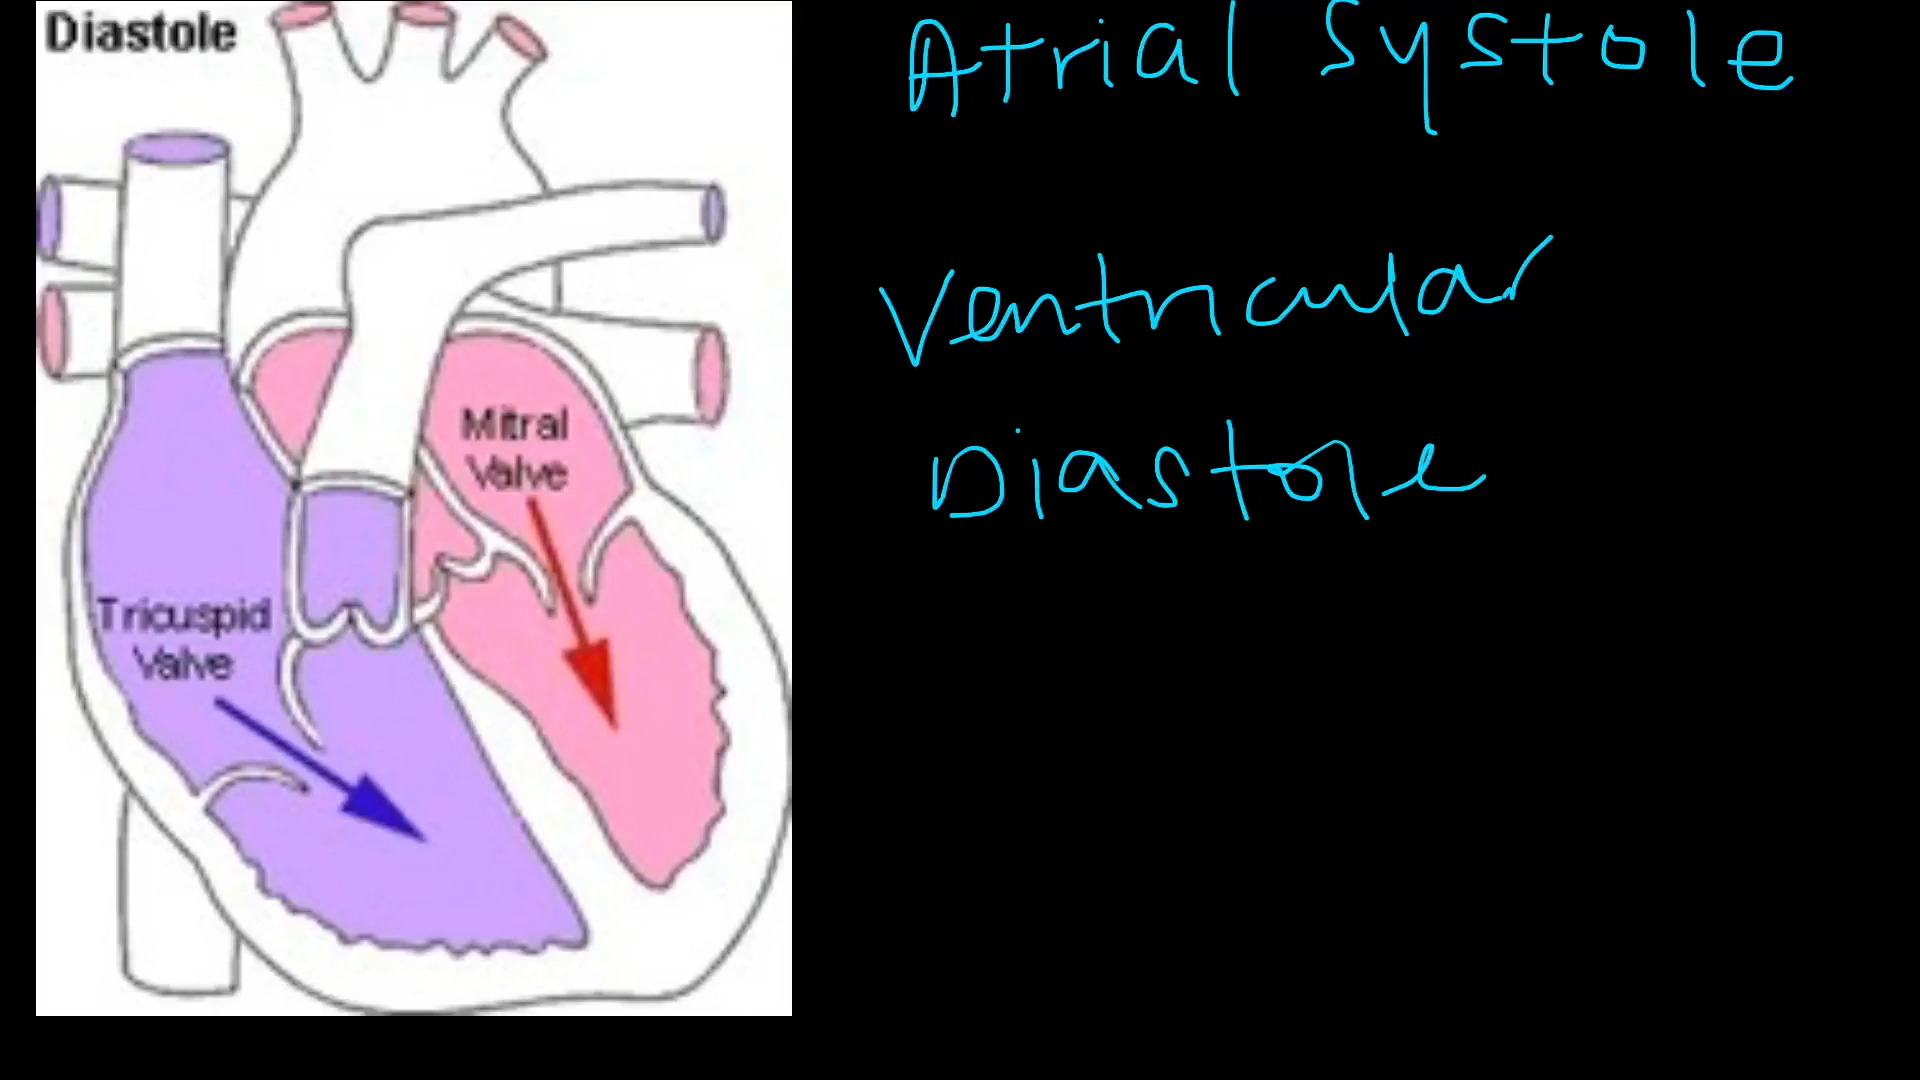 Diastole
Mitral
Valve
Tricuspid
Valve
Atrial Systole
Ventricular
Diastole